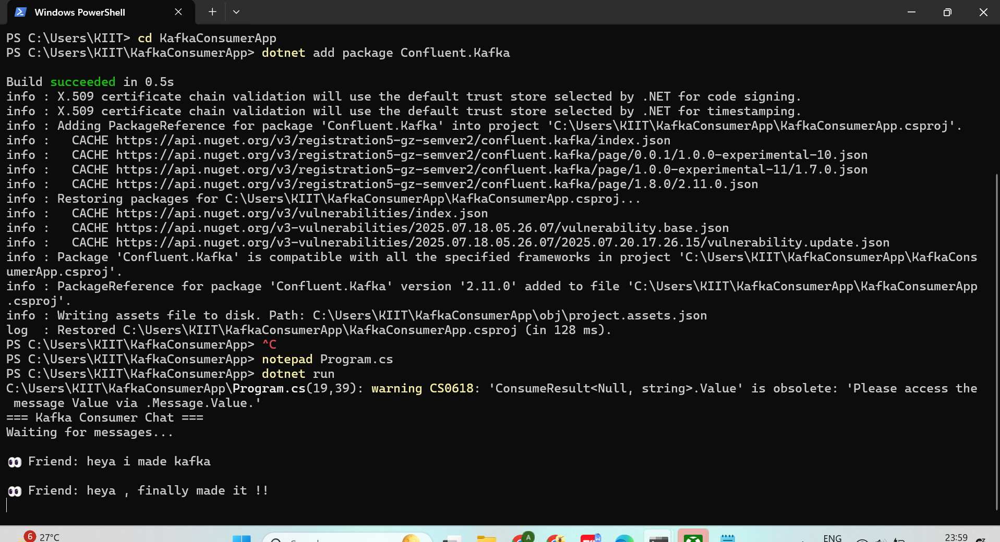 Windows PowerShell
PS C:\Users\KIIT> cd KafkaConsumerApp
PS C:\Users\KIIT\KafkaConsumerApp> dotnet add package Confluent.Kafka
Build succeeded in 0.5s
info : X.509 certificate chain validation will use the default trust store selected by .NET for code signing.
info : X.509 certificate chain validation will use the default trust store selected by .NET for timestamping.
info : Adding PackageReference for package 'Confluent.Kafka' into project 'C:\Users\KIIT\KafkaConsumerApp\KafkaConsumerApp.csproj'.
info :   CACHE https://api.nuget.org/v3/registration5-gz-semver2/confluent.kafka/index.json
info :   CACHE https://api.nuget.org/v3/registration5-gz-semver2/confluent.kafka/page/0.0.1/1.0.0-experimental-10.json
info :   CACHE https://api.nuget.org/v3/registration5-gz-semver2/confluent.kafka/page/1.0.0-experimental-11/1.7.0.json
info :   CACHE https://api.nuget.org/v3/registration5-gz-semver2/confluent.kafka/page/1.8.0/2.11.0.json
info : Restoring packages for C:\Users\KIIT\KafkaConsumerApp\KafkaConsumerApp.csproj...
info :   CACHE https://api.nuget.org/v3/vulnerabilities/index.json
info :   CACHE https://api.nuget.org/v3-vulnerabilities/2025.07.18.05.26.07/vulnerability.base.json
info :   CACHE https://api.nuget.org/v3-vulnerabilities/2025.07.18.05.26.07/2025.07.20.17.26.15/vulnerability.update.json
info : Package 'Confluent.Kafka' is compatible with all the specified frameworks in project 'C:\Users\KIIT\KafkaConsumerApp\KafkaCons
umerApp.csproj'.
info : PackageReference for package 'Confluent.Kafka' version '2.11.0' added to file 'C:\Users\KIIT\KafkaConsumerApp\KafkaConsumerApp
.csproj'.
info : Writing assets file to disk. Path: C:\Users\KIIT\KafkaConsumerApp\obj\project.assets.json
log  : Restored C:\Users\KIIT\KafkaConsumerApp\KafkaConsumerApp.csproj (in 128 ms).
PS C:\Users\KIIT\KafkaConsumerApp> ^C
PS C:\Users\KIIT\KafkaConsumerApp> notepad Program.cs
PS C:\Users\KIIT\KafkaConsumerApp> dotnet run
C:\Users\KIIT\KafkaConsumerApp\Program.cs(19,39): warning CS0618: 'ConsumeResult<Null, string>.Value' is obsolete: 'Please access the
 message Value via .Message.Value.'
=== Kafka Consumer Chat ===
Waiting for messages...
👀 Friend: heya i made kafka
👀 Friend: heya , finally made it !!
6 27°C
A
ENG
23:59